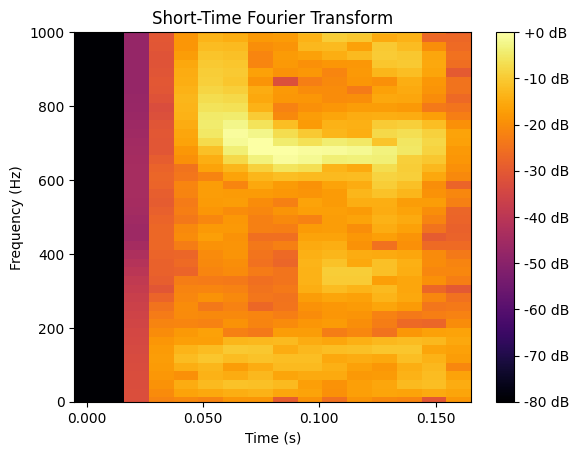 Short-Time Fourier Transform
1000
800
600
400
200
0
Frequency (Hz)
0.000
0.050
0.100
0.150
Time (s)
+0 dB
-10 dB
-20 dB
-30 dB
-40 dB
-50 dB
-60 dB
-70 dB
-80 dB